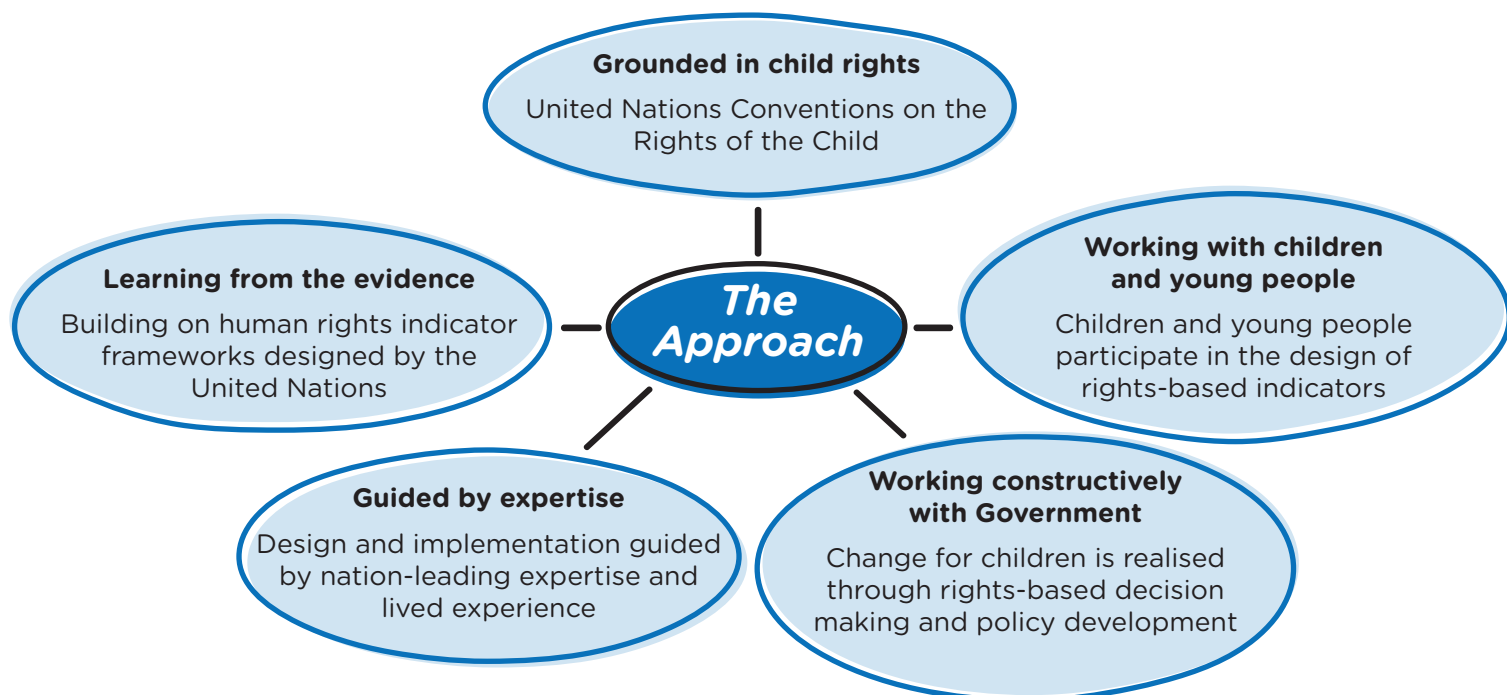 Grounded in child rights
United Nations Conventions on the
Rights of the Child
Learning from the evidence
Building on human rights indicator
frameworks designed by the
United Nations
The
Approach
Working with children
and young people
Children and young people
participate in the design of
rights-based indicators
Guided by expertise
Design and implementation guided
by nation-leading expertise and
lived experience
Working constructively
with Government
Change for children is realised
through rights-based decision
making and policy development